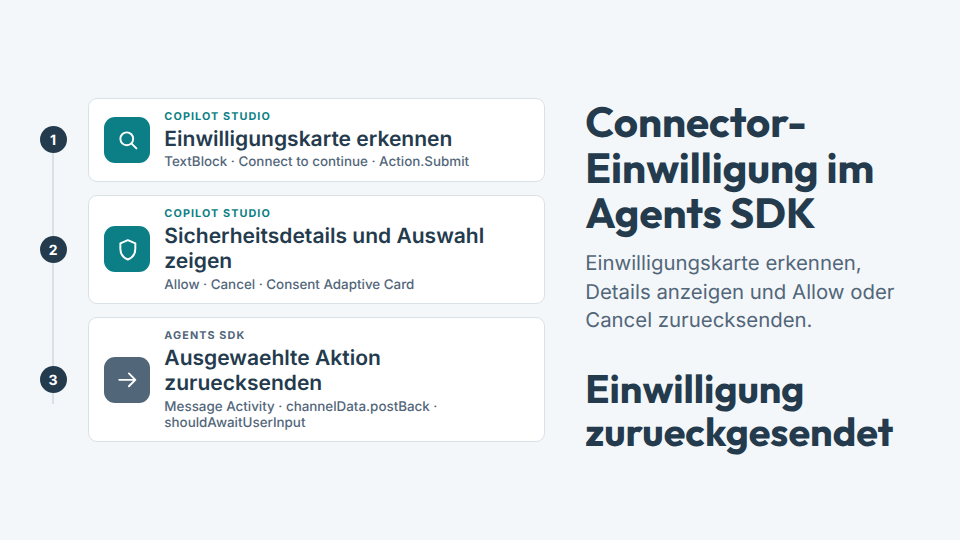 1
COPILOT STUDIO
Einwilligungskarte erkennen
TextBlock · Connect to continue · Action.Submit
2
COPILOT STUDIO
Sicherheitsdetails und Auswahl
zeigen
Allow · Cancel · Consent Adaptive Card
3
AGENTS SDK
Ausgewaehlte Aktion
zuruecksenden
Message Activity · channelData.postBack ·
shouldAwaitUserInput
Connector-
Einwilligung im
Agents SDK
Einwilligungskarte erkennen,
Details anzeigen und Allow oder
Cancel zuruecksenden.
Einwilligung
zurueckgesendet